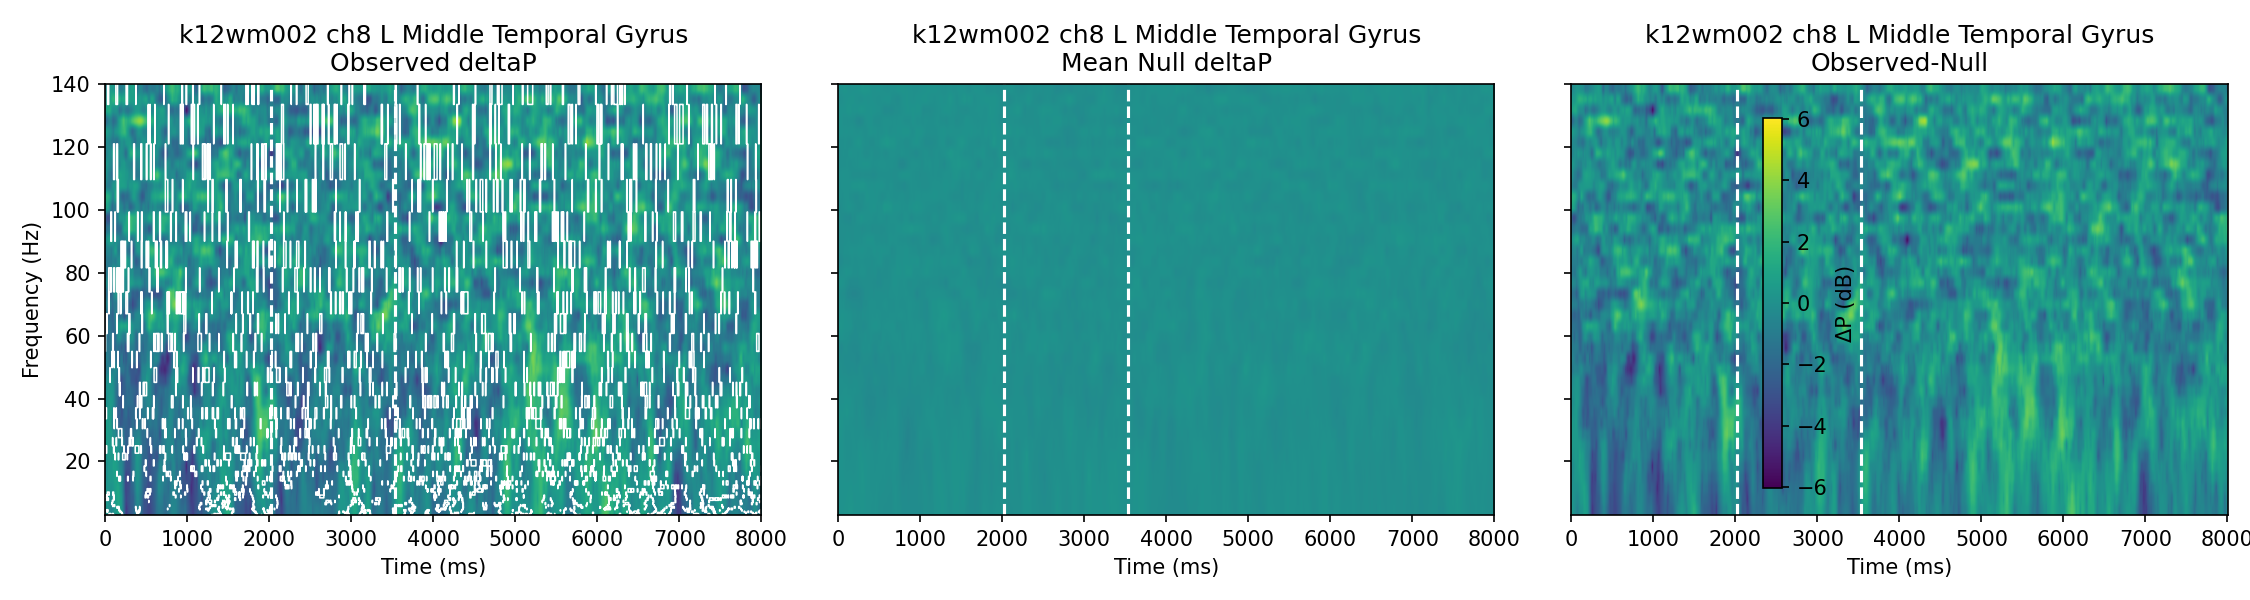 k12wm002 ch8 L Middle Temporal Gyrus
Observed deltaP
k12wm002 ch8 L Middle Temporal Gyrus
Mean Null deltaP
k12wm002 ch8 L Middle Temporal Gyrus
Observed-Null
140
120
100
80
60
40
20
Frequency (Hz)
0 1000 2000 3000 4000 5000 6000 7000 8000
Time (ms)
0 1000 2000 3000 4000 5000 6000 7000 8000
Time (ms)
6
4
2
0
−2
−4
−6
ΔP (dB)
0 1000 2000 3000 4000 5000 6000 7000 8000
Time (ms)